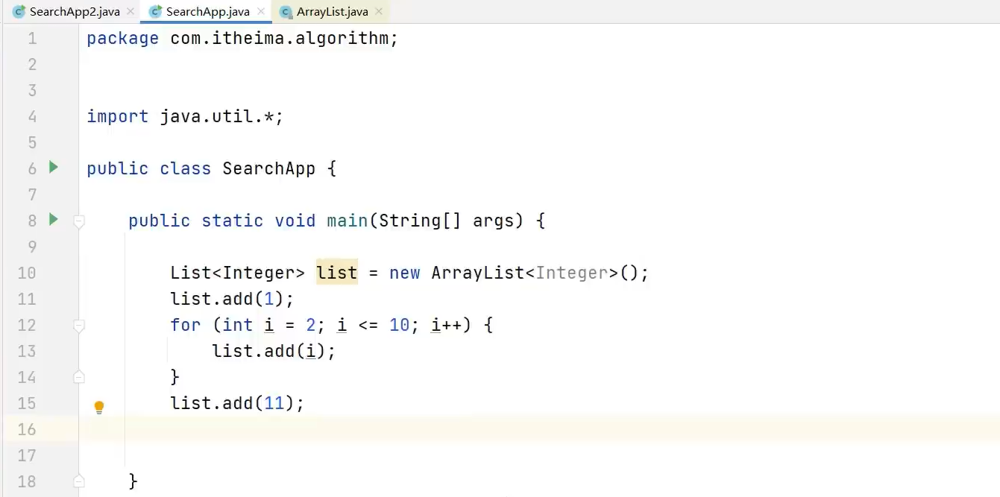 SearchApp2.java SearchApp.java ArrayList.java
1 package com.itheima.algorithm;
2
3
4 import java.util.*;
5
6 public class SearchApp {
7
8 public static void main(String[] args) {
9
10 List<Integer> list = new ArrayList<Integer>();
11 list.add(1);
12 for (int i = 2; i <= 10; i++) {
13 list.add(i);
14 }
15 list.add(11);
16
17
18 }